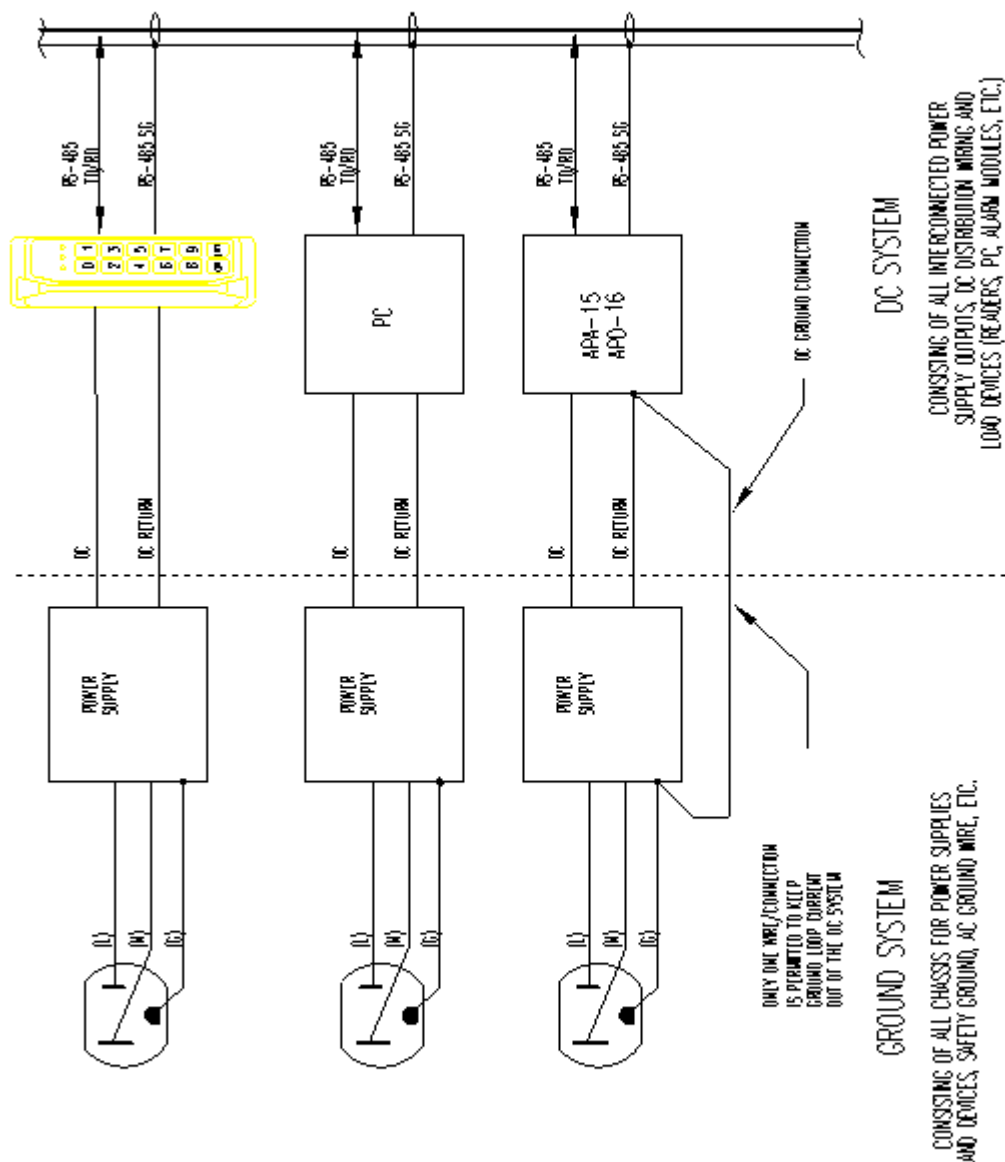 (L)
(N)
(G)
POWER
SUPPLY
DC
DC RETURN
0 1
2 3
4 5
6 7
8 9
RS-485
TD/RD
RS-485 SG
(L)
(N)
(G)
POWER
SUPPLY
DC
DC RETURN
PC
RS-485
TD/RD
RS-485 SG
(L)
(N)
(G)
POWER
SUPPLY
DC
DC RETURN
APA-15
APD-16
RS-485
TD/RD
RS-485 SG
ONLY ONE WIRE/CONNECTION
IS PERMITTED TO KEEP
GROUND LOOP CURRENT
OUT OF THE DC SYSTEM
DC GROUND CONNECTION
GROUND SYSTEM
CONSISTING OF ALL CHASSIS FOR POWER SUPPLIES
AND DEVICES, SAFETY GROUND, AC GROUND WIRE, ETC.
DC SYSTEM
CONSISTING OF ALL INTERCONNECTED POWER
SUPPLY OUTPUTS, DC DISTRIBUTION WIRING AND
LOAD DEVICES (READERS, PC, ALARM MODULES, ETC.)